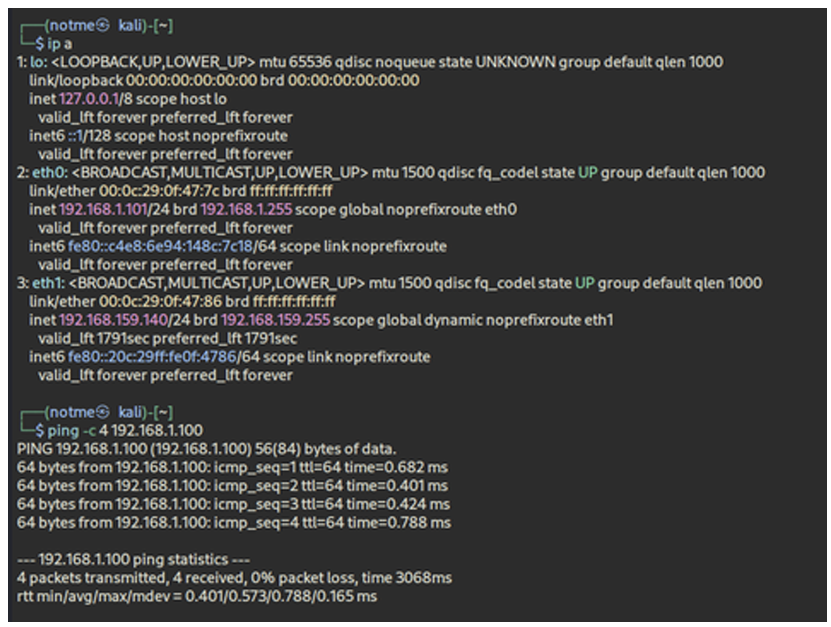 ┌──(notme㉿ kali)-[~]
└─$ ip a
1: lo: <LOOPBACK,UP,LOWER_UP> mtu 65536 qdisc noqueue state UNKNOWN group default qlen 1000
link/loopback 00:00:00:00:00:00 brd 00:00:00:00:00:00
inet 127.0.0.1/8 scope host lo
valid_lft forever preferred_lft forever
inet6 ::1/128 scope host noprefixroute
valid_lft forever preferred_lft forever
2: eth0: <BROADCAST,MULTICAST,UP,LOWER_UP> mtu 1500 qdisc fq_codel state UP group default qlen 1000
link/ether 00:0c:29:0f:47:7c brd ff:ff:ff:ff:ff:ff
inet 192.168.1.101/24 brd 192.168.1.255 scope global noprefixroute eth0
valid_lft forever preferred_lft forever
inet6 fe80::c4e8:6e94:148c:7c18/64 scope link noprefixroute
valid_lft forever preferred_lft forever
3: eth1: <BROADCAST,MULTICAST,UP,LOWER_UP> mtu 1500 qdisc fq_codel state UP group default qlen 1000
link/ether 00:0c:29:0f:47:86 brd ff:ff:ff:ff:ff:ff
inet 192.168.159.140/24 brd 192.168.159.255 scope global dynamic noprefixroute eth1
valid_lft 1791sec preferred_lft 1791sec
inet6 fe80::20c:29ff:fe0f:4786/64 scope link noprefixroute
valid_lft forever preferred_lft forever
┌──(notme㉿ kali)-[~]
└─$ ping -c 4 192.168.1.100
PING 192.168.1.100 (192.168.1.100) 56(84) bytes of data.
64 bytes from 192.168.1.100: icmp_seq=1 ttl=64 time=0.682 ms
64 bytes from 192.168.1.100: icmp_seq=2 ttl=64 time=0.401 ms
64 bytes from 192.168.1.100: icmp_seq=3 ttl=64 time=0.424 ms
64 bytes from 192.168.1.100: icmp_seq=4 ttl=64 time=0.788 ms
--- 192.168.1.100 ping statistics ---
4 packets transmitted, 4 received, 0% packet loss, time 3068ms
rtt min/avg/max/mdev = 0.401/0.573/0.788/0.165 ms